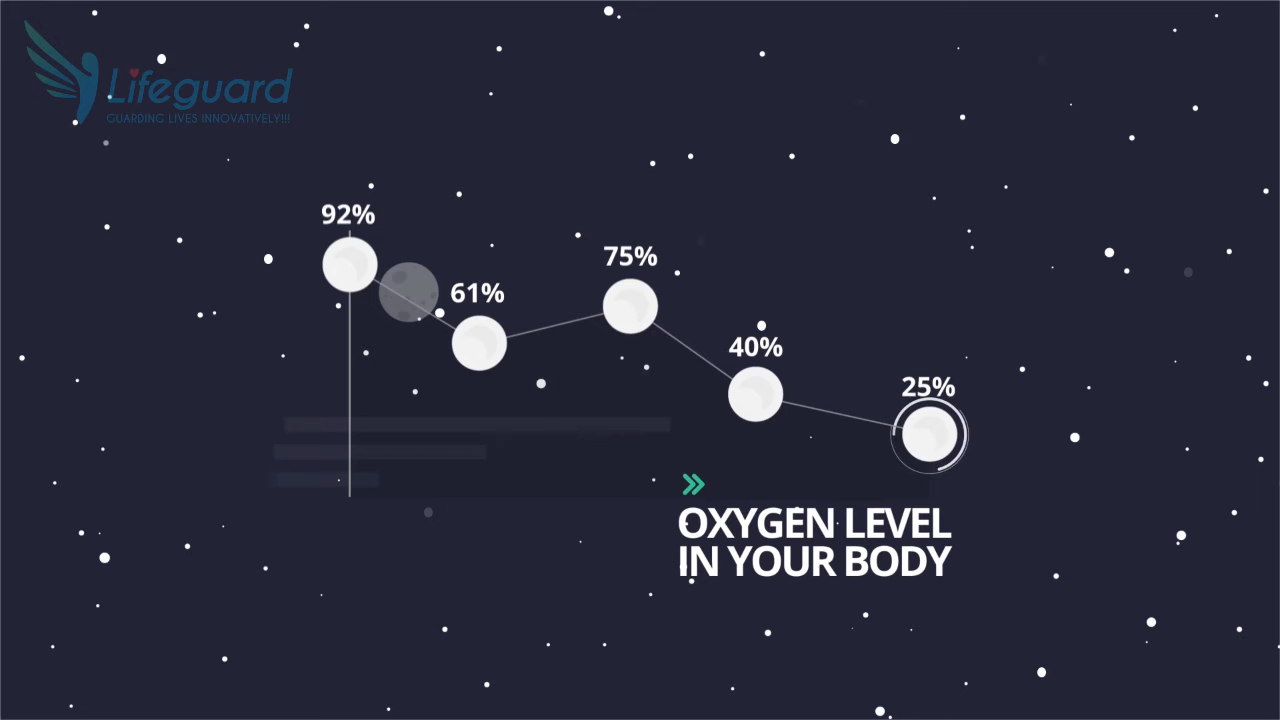 Lifeguard
GUARDING LIVES INNOVATIVELY!!!
92%
61%
75%
40%
25%
OXYGEN LEVEL
IN YOUR BODY